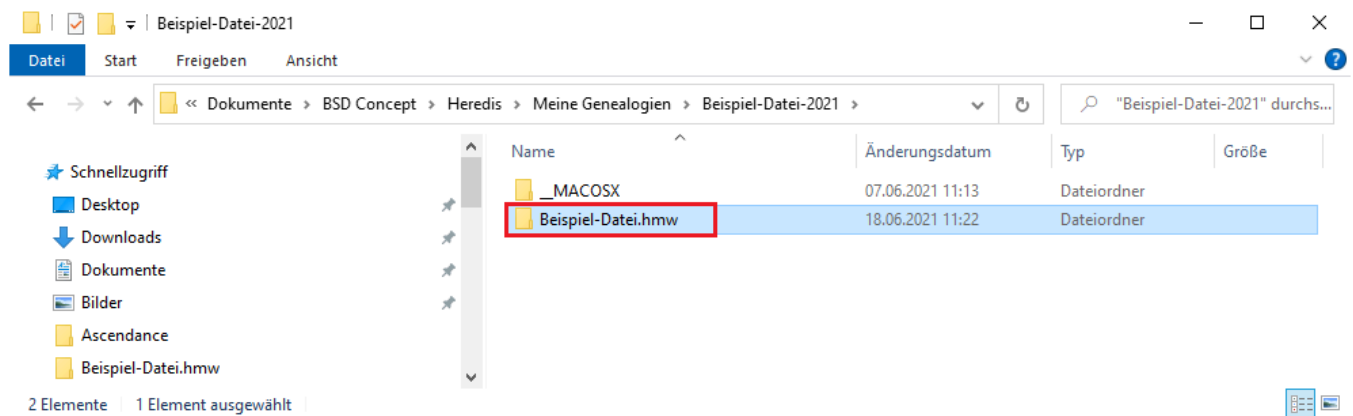 Beispiel-Datei-2021
Datei Start Freigeben Ansicht ?
« Dokumente > BSD Concept > Heredis > Meine Genealogien > Beispiel-Datei-2021 > "Beispiel-Datei-2021" durchs...
Name Änderungsdatum Typ Größe
Schnellzugriff
Desktop
Downloads
Dokumente
Bilder
Ascendance
Beispiel-Datei.hmw
__MACOSX 07.06.2021 11:13 Dateiordner
Beispiel-Datei.hmw 18.06.2021 11:22 Dateiordner
2 Elemente 1 Element ausgewählt